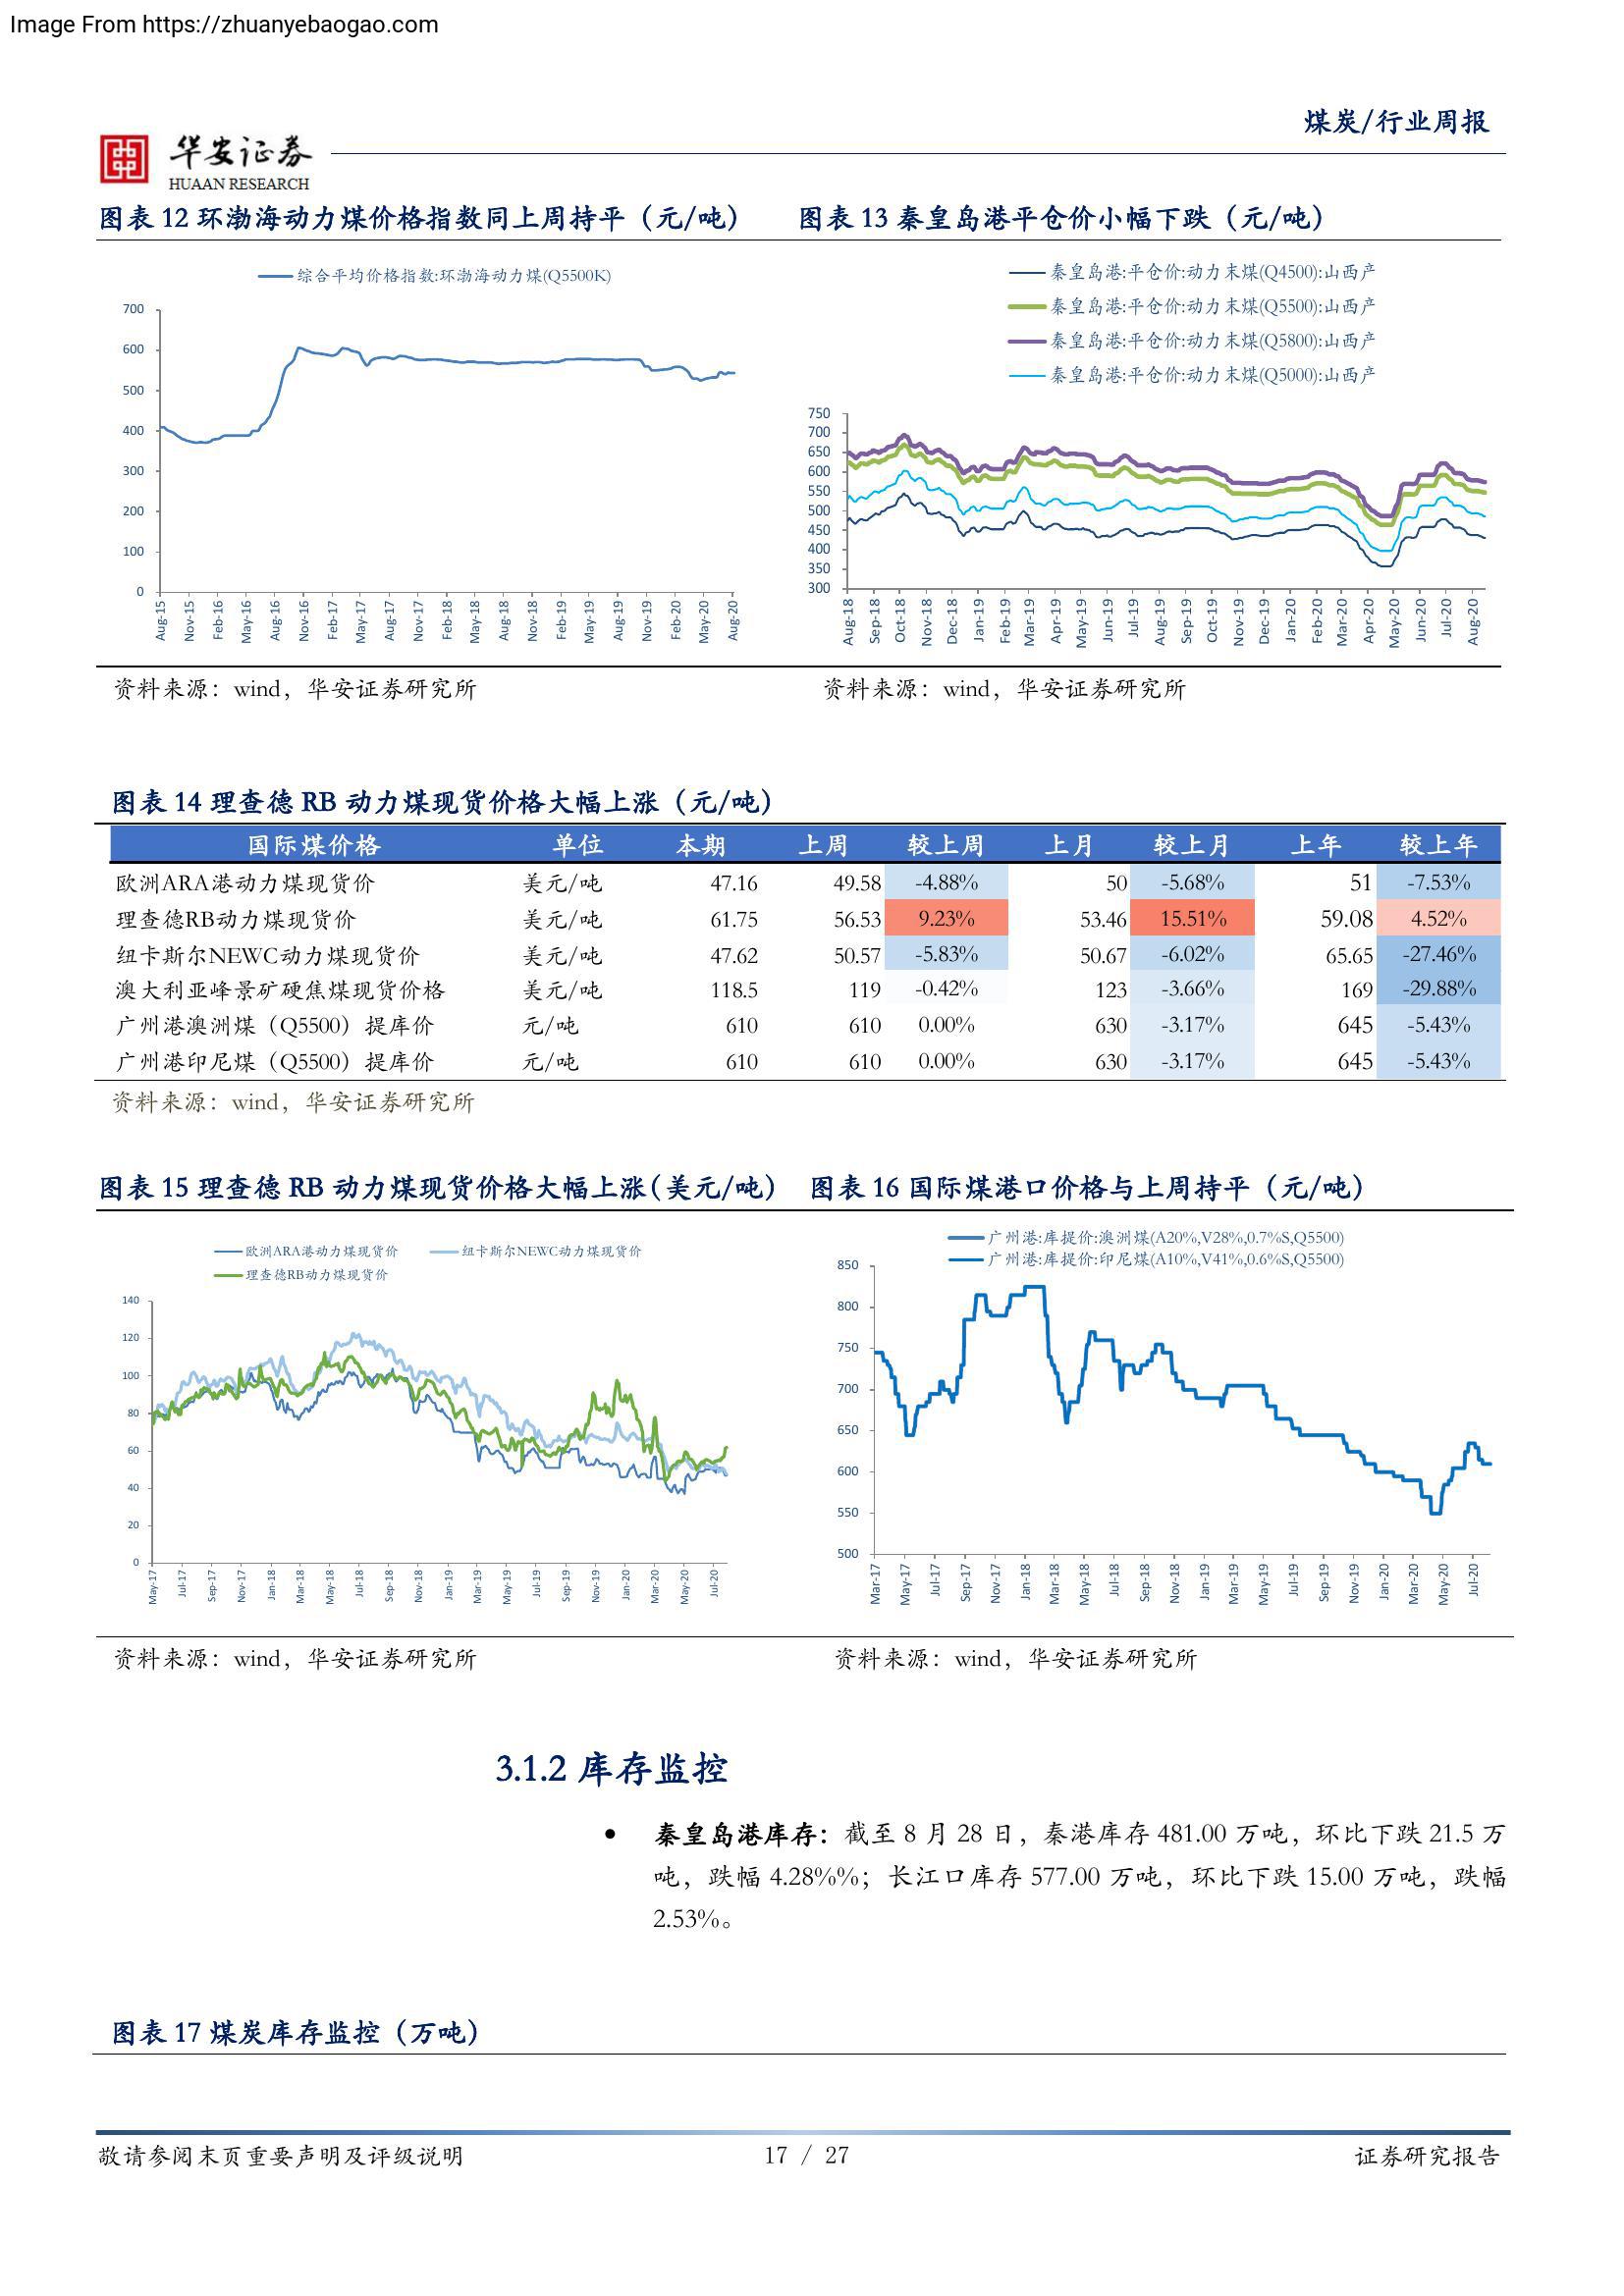 Image From https://zhuanyebaogao.com
煤炭/行业周报
华安证券
HUAAN RESEARCH
图表 12 环渤海动力煤价格指数同上周持平（元/吨）
综合平均价格指数:环渤海动力煤(Q5500K)
700
600
500
400
300
200
100
0
Aug-15 Nov-15 Feb-16 May-16 Aug-16 Nov-16 Feb-17 May-17 Aug-17 Nov-17 Feb-18 May-18 Aug-18 Nov-18 Feb-19 May-19 Aug-19 Nov-19 Feb-20 May-20 Aug-20
资料来源：wind，华安证券研究所
图表 13 秦皇岛港平仓价小幅下跌（元/吨）
秦皇岛港:平仓价:动力末煤(Q4500):山西产
秦皇岛港:平仓价:动力末煤(Q5500):山西产
秦皇岛港:平仓价:动力末煤(Q5800):山西产
秦皇岛港:平仓价:动力末煤(Q5000):山西产
750
700
650
600
550
500
450
400
350
300
Aug-18 Sep-18 Oct-18 Nov-18 Dec-18 Jan-19 Feb-19 Mar-19 Apr-19 May-19 Jun-19 Jul-19 Aug-19 Sep-19 Oct-19 Nov-19 Dec-19 Jan-20 Feb-20 Mar-20 Apr-20 May-20 Jun-20 Jul-20 Aug-20
资料来源：wind，华安证券研究所
图表 14 理查德 RB 动力煤现货价格大幅上涨（元/吨）
国际煤价格 单位 本期 上周 较上周 上月 较上月 上年 较上年
欧洲ARA港动力煤现货价 美元/吨 47.16 49.58 -4.88% 50 -5.68% 51 -7.53%
理查德RB动力煤现货价 美元/吨 61.75 56.53 9.23% 53.46 15.51% 59.08 4.52%
纽卡斯尔NEWC动力煤现货价 美元/吨 47.62 50.57 -5.83% 50.67 -6.02% 65.65 -27.46%
澳大利亚峰景矿硬焦煤现货价格 美元/吨 118.5 119 -0.42% 123 -3.66% 169 -29.88%
广州港澳洲煤（Q5500）提库价 元/吨 610 610 0.00% 630 -3.17% 645 -5.43%
广州港印尼煤（Q5500）提库价 元/吨 610 610 0.00% 630 -3.17% 645 -5.43%
资料来源：wind，华安证券研究所
图表 15 理查德 RB 动力煤现货价格大幅上涨（美元/吨）
欧洲ARA港动力煤现货价 纽卡斯尔NEWC动力煤现货价
理查德RB动力煤现货价
140
120
100
80
60
40
20
0
May-17 Jul-17 Sep-17 Nov-17 Jan-18 Mar-18 May-18 Jul-18 Sep-18 Nov-18 Jan-19 Mar-19 May-19 Jul-19 Sep-19 Nov-19 Jan-20 Mar-20 May-20 Jul-20
资料来源：wind，华安证券研究所
图表 16 国际煤港口价格与上周持平（元/吨）
广州港:库提价:澳洲煤(A20%,V28%,0.7%S,Q5500)
广州港:库提价:印尼煤(A10%,V41%,0.6%S,Q5500)
850
800
750
700
650
600
550
500
Mar-17 May-17 Jul-17 Sep-17 Nov-17 Jan-18 Mar-18 May-18 Jul-18 Sep-18 Nov-18 Jan-19 Mar-19 May-19 Jul-19 Sep-19 Nov-19 Jan-20 Mar-20 May-20 Jul-20
资料来源：wind，华安证券研究所
3.1.2 库存监控
● 秦皇岛港库存：截至 8 月 28 日，秦港库存 481.00 万吨，环比下跌 21.5 万
吨，跌幅 4.28%%；长江口库存 577.00 万吨，环比下跌 15.00 万吨，跌幅
2.53%。
图表 17 煤炭库存监控（万吨）
敬请参阅末页重要声明及评级说明
17 / 27
证券研究报告